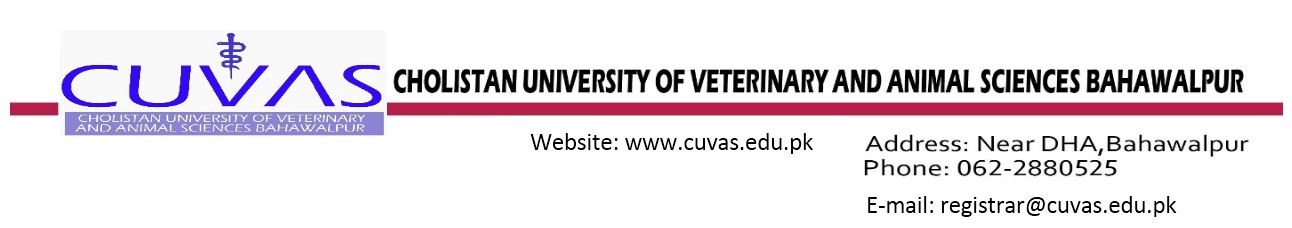 CUVAS
CHOLISTAN UNIVERSITY OF VETERINARY
AND ANIMAL SCIENCES BAHAWALPUR
CHOLISTAN UNIVERSITY OF VETERINARY AND ANIMAL SCIENCES BAHAWALPUR
Website: www.cuvas.edu.pk
Address: Near DHA,Bahawalpur
Phone: 062-2880525
E-mail: registrar@cuvas.edu.pk